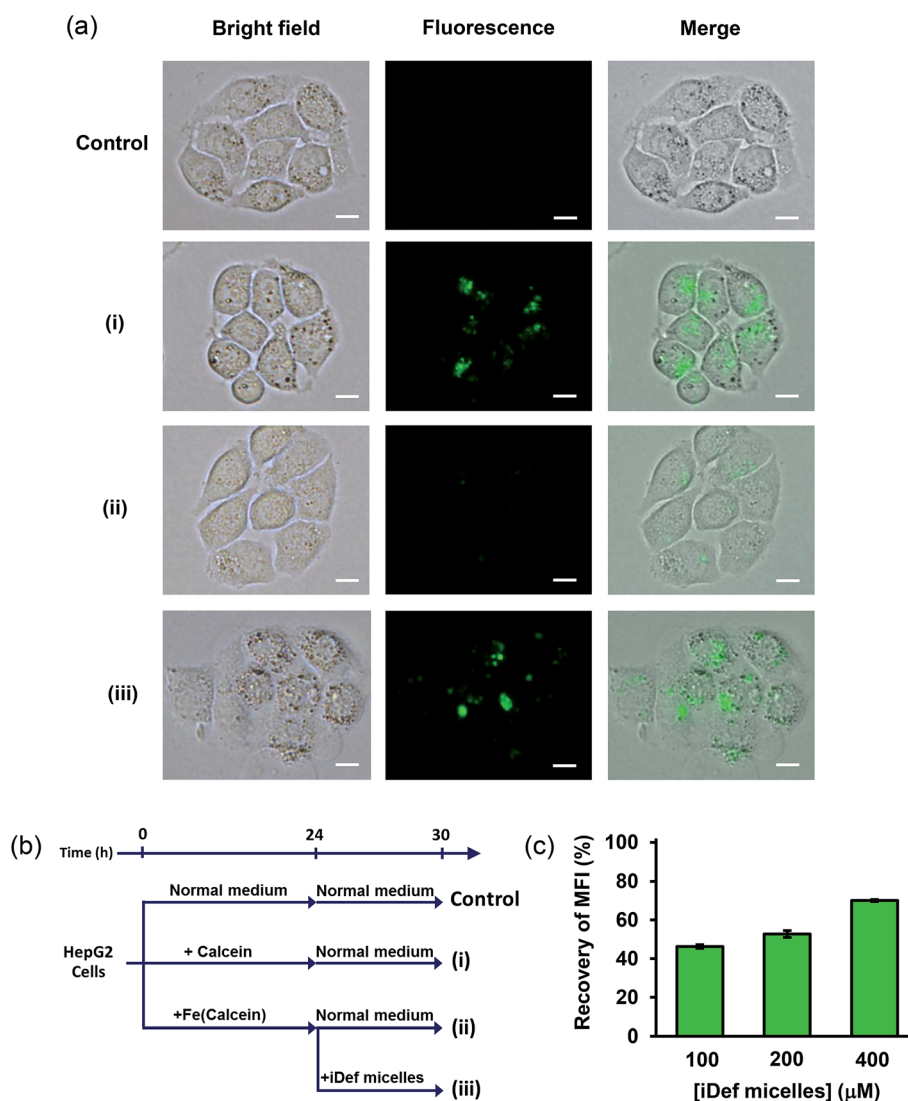 (a)
Bright field Fluorescence Merge
Control
(i)
(ii)
(iii)
(b)
0 24 30
Time (h)
Normal medium Normal medium Control
HepG2
Cells
+ Calcein Normal medium (i)
+Fe(Calcein) Normal medium (ii)
+iDef micelles (iii)
(c)
Recovery of MFI (%)
100
80
60
40
20
0
100 200 400
[iDef micelles] (μM)